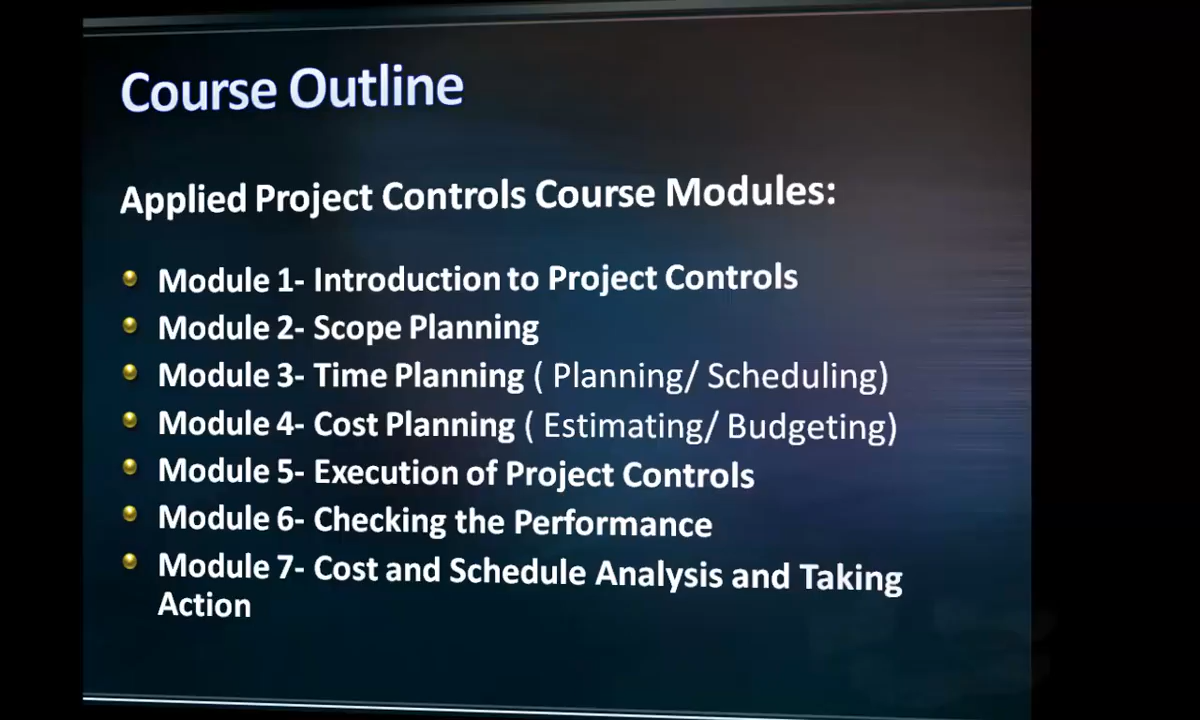 Course Outline
Applied Project Controls Course Modules:
Module 1- Introduction to Project Controls
Module 2- Scope Planning
Module 3- Time Planning ( Planning/ Scheduling)
Module 4- Cost Planning ( Estimating/ Budgeting)
Module 5- Execution of Project Controls
Module 6- Checking the Performance
Module 7- Cost and Schedule Analysis and Taking
Action